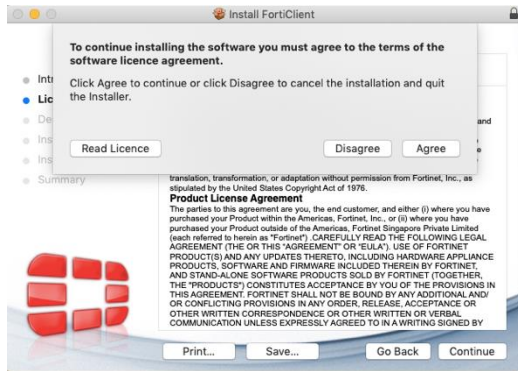 Install FortiClient
To continue installing the software you must agree to the terms of the
software licence agreement.
Click Agree to continue or click Disagree to cancel the installation and quit
the Installer.
Read Licence
Disagree
Agree
Int
Lic
De
Ins
Ins
Summary
and
translation, transformation, or adaptation without permission from Fortinet, Inc., as
stipulated by the United States Copyright Act of 1976.
Product License Agreement
The parties to this agreement are you, the end customer, and either (i) where you have
purchased your Product within the Americas, Fortinet, Inc., or (ii) where you have
purchased your Product outside of the Americas, Fortinet Singapore Private Limited
(each referred to herein as "Fortinet") .CAREFULLY READ THE FOLLOWING LEGAL
AGREEMENT (THE OR THIS "AGREEMENT" OR "EULA"). USE OF FORTINET
PRODUCT(S) AND ANY UPDATES THERETO, INCLUDING HARDWARE APPLIANCE
PRODUCTS, SOFTWARE AND FIRMWARE INCLUDED THEREIN BY FORTINET,
AND STAND-ALONE SOFTWARE PRODUCTS SOLD BY FORTINET (TOGETHER,
THE "PRODUCTS") CONSTITUTES ACCEPTANCE BY YOU OF THE PROVISIONS IN
THIS AGREEMENT. FORTINET SHALL NOT BE BOUND BY ANY ADDITIONAL AND/
OR CONFLICTING PROVISIONS IN ANY ORDER, RELEASE, ACCEPTANCE OR
OTHER WRITTEN CORRESPONDENCE OR OTHER WRITTEN OR VERBAL
COMMUNICATION UNLESS EXPRESSLY AGREED TO IN A WRITING SIGNED BY
Print...
Save...
Go Back
Continue